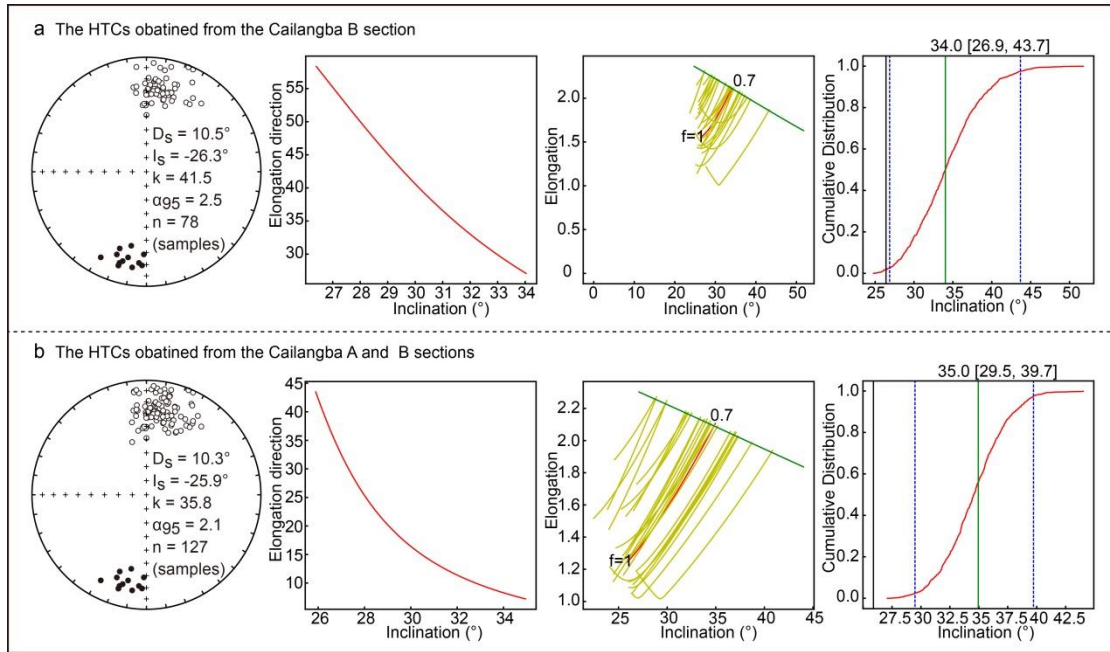 a The HTCs obatined from the Cailangba B section
Dₛ = 10.5°
Iₛ = -26.3°
k = 41.5
α₉₅ = 2.5
n = 78
(samples)
Elongation direction
55
50
45
40
35
30
27 28 29 30 31 32 33 34
Inclination (°)
Elongation
2.0
1.5
1.0
0.5
0
0.7
f=1
0 10 20 30 40 50
Inclination (°)
34.0 [26.9, 43.7]
Cumulative Distribution
1.0
0.8
0.6
0.4
0.2
0.0
25 30 35 40 45 50
Inclination (°)
b The HTCs obatined from the Cailangba A and B sections
Dₛ = 10.3°
Iₛ = -25.9°
k = 35.8
α₉₅ = 2.1
n = 127
(samples)
Elongation direction
45
40
35
30
25
20
15
10
26 28 30 32 34
Inclination (°)
Elongation
2.2
2.0
1.8
1.6
1.4
1.2
1.0
0.7
f=1
25 30 35 40 45
Inclination (°)
35.0 [29.5, 39.7]
Cumulative Distribution
1.0
0.8
0.6
0.4
0.2
0.0
27.5 30 32.5 35 37.5 40 42.5
Inclination (°)